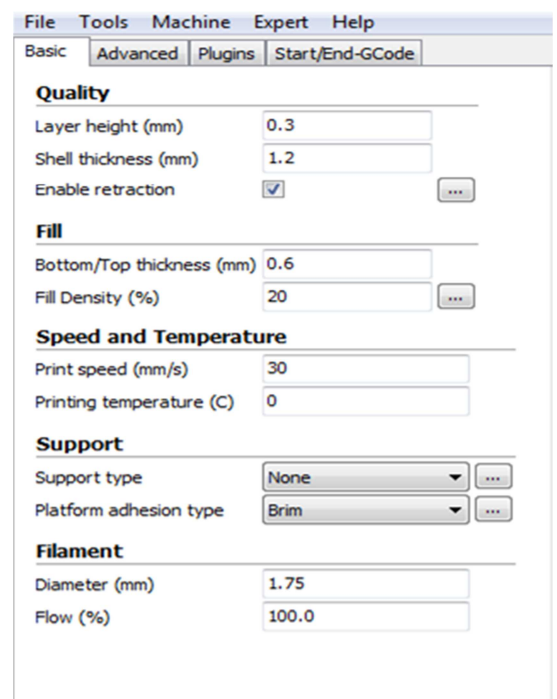 File Tools Machine Expert Help
Basic Advanced Plugins Start/End-GCode
Quality
Layer height (mm) 0.3
Shell thickness (mm) 1.2
Enable retraction ...
Fill
Bottom/Top thickness (mm) 0.6
Fill Density (%) 20 ...
Speed and Temperature
Print speed (mm/s) 30
Printing temperature (C) 0
Support
Support type None ...
Platform adhesion type Brim ...
Filament
Diameter (mm) 1.75
Flow (%) 100.0